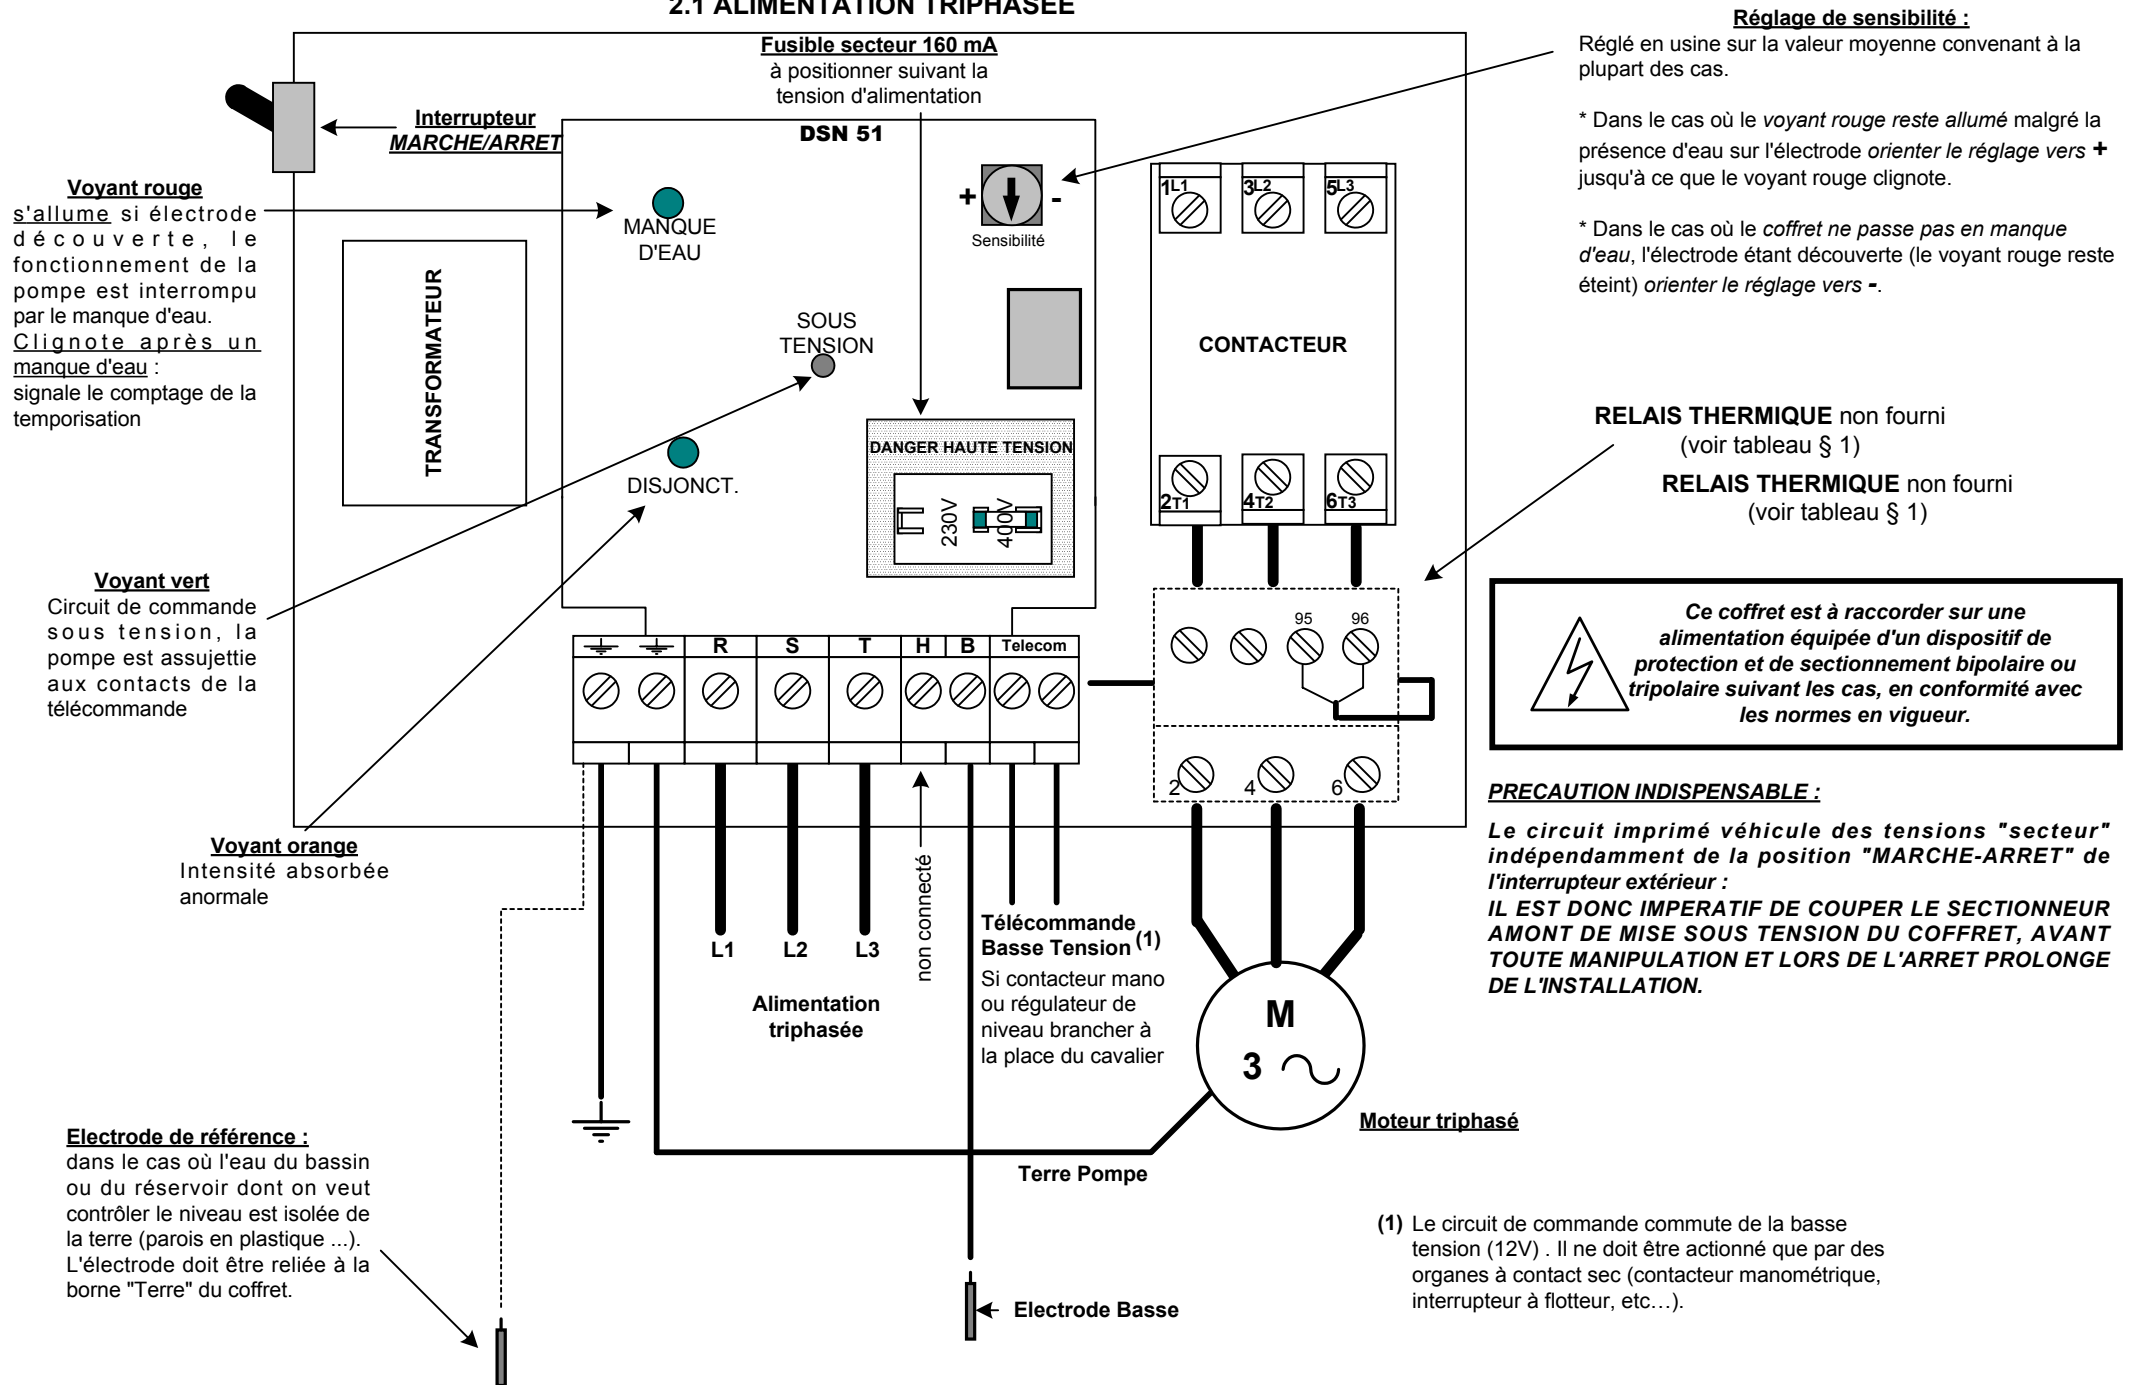 2.1 ALIMENTATION TRIPHASEE
Fusible secteur 160 mA
à positionner suivant la
tension d'alimentation
Interrupteur
MARCHE/ARRET
DSN 51
Réglage de sensibilité :
Réglé en usine sur la valeur moyenne convenant à la
plupart des cas.
* Dans le cas où le voyant rouge reste allumé malgré la
présence d'eau sur l'électrode orienter le réglage vers +
jusqu'à ce que le voyant rouge clignote.
* Dans le cas où le coffret ne passe pas en manque
d'eau, l'électrode étant découverte (le voyant rouge reste
éteint) orienter le réglage vers -.
Voyant rouge
s'allume si électrode
découverte, le
fonctionnement de la
pompe est interrompu
par le manque d'eau.
Clignote après un
manque d'eau :
signale le comptage de la
temporisation
MANQUE
D'EAU
+ -
Sensibilité
1L1 3L2 5L3
TRANSFORMATEUR
SOUS
TENSION
CONTACTEUR
DISJONCT.
DANGER HAUTE TENSION
230V
400V
2T1 4T2 6T3
RELAIS THERMIQUE non fourni
(voir tableau § 1)
RELAIS THERMIQUE non fourni
(voir tableau § 1)
Voyant vert
Circuit de commande
sous tension, la
pompe est assujettie
aux contacts de la
télécommande
R S T H B Telecom
95 96
2 4 6
Ce coffret est à raccorder sur une
alimentation équipée d'un dispositif de
protection et de sectionnement bipolaire ou
tripolaire suivant les cas, en conformité avec
les normes en vigueur.
PRECAUTION INDISPENSABLE :
Le circuit imprimé véhicule des tensions "secteur"
indépendamment de la position "MARCHE-ARRET" de
l'interrupteur extérieur :
IL EST DONC IMPERATIF DE COUPER LE SECTIONNEUR
AMONT DE MISE SOUS TENSION DU COFFRET, AVANT
TOUTE MANIPULATION ET LORS DE L'ARRET PROLONGE
DE L'INSTALLATION.
Voyant orange
Intensité absorbée
anormale
L1 L2 L3
Alimentation
triphasée
non connecté
Télécommande
Basse Tension (1)
Si contacteur mano
ou régulateur de
niveau brancher à
la place du cavalier
M
3
Moteur triphasé
Terre Pompe
Electrode de référence :
dans le cas où l'eau du bassin
ou du réservoir dont on veut
contrôler le niveau est isolée de
la terre (parois en plastique ...).
L'électrode doit être reliée à la
borne "Terre" du coffret.
Electrode Basse
(1) Le circuit de commande commute de la basse
tension (12V) . Il ne doit être actionné que par des
organes à contact sec (contacteur manométrique,
interrupteur à flotteur, etc…).